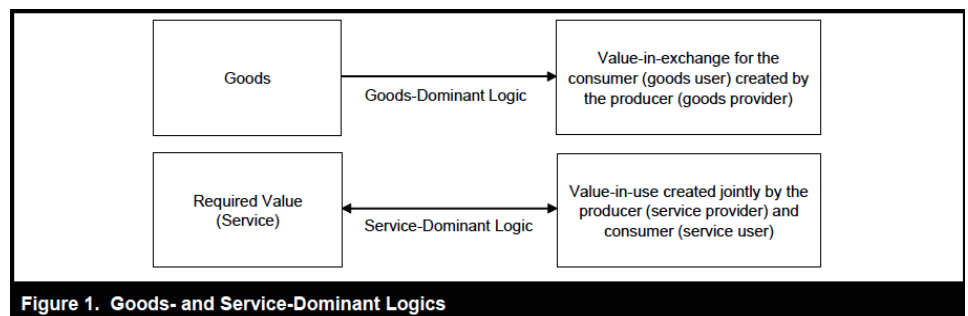 Goods
Goods-Dominant Logic
Value-in-exchange for the
consumer (goods user) created by
the producer (goods provider)
Required Value
(Service)
Service-Dominant Logic
Value-in-use created jointly by the
producer (service provider) and
consumer (service user)
Figure 1. Goods- and Service-Dominant Logics